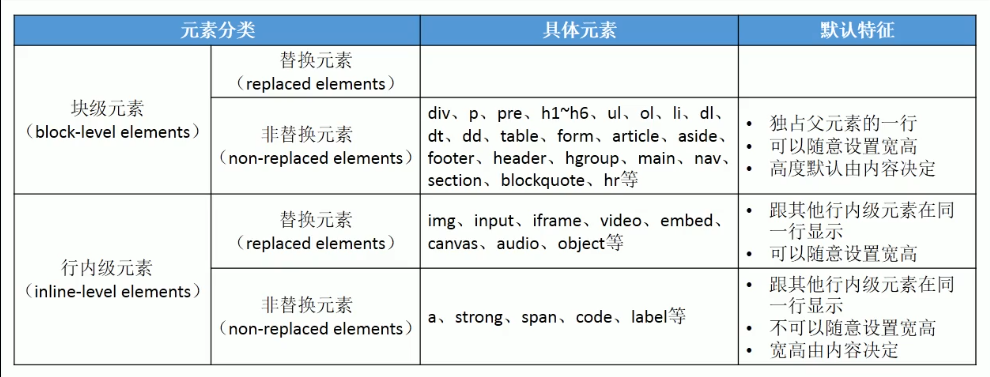 元素分类
具体元素
默认特征
块级元素
（block-level elements）
替换元素
（replaced elements）
非替换元素
（non-replaced elements）
div、p、pre、h1~h6、ul、ol、li、dl、
dt、dd、table、form、article、aside、
footer、header、hgroup、main、nav、
section、blockquote、hr等
• 独占父元素的一行
• 可以随意设置宽高
• 高度默认由内容决定
行内级元素
（inline-level elements）
替换元素
（replaced elements）
img、input、iframe、video、embed、
canvas、audio、object等
• 跟其他行内级元素在同
一行显示
• 可以随意设置宽高
非替换元素
（non-replaced elements）
a、strong、span、code、label等
• 跟其他行内级元素在同
一行显示
• 不可以随意设置宽高
• 宽高由内容决定